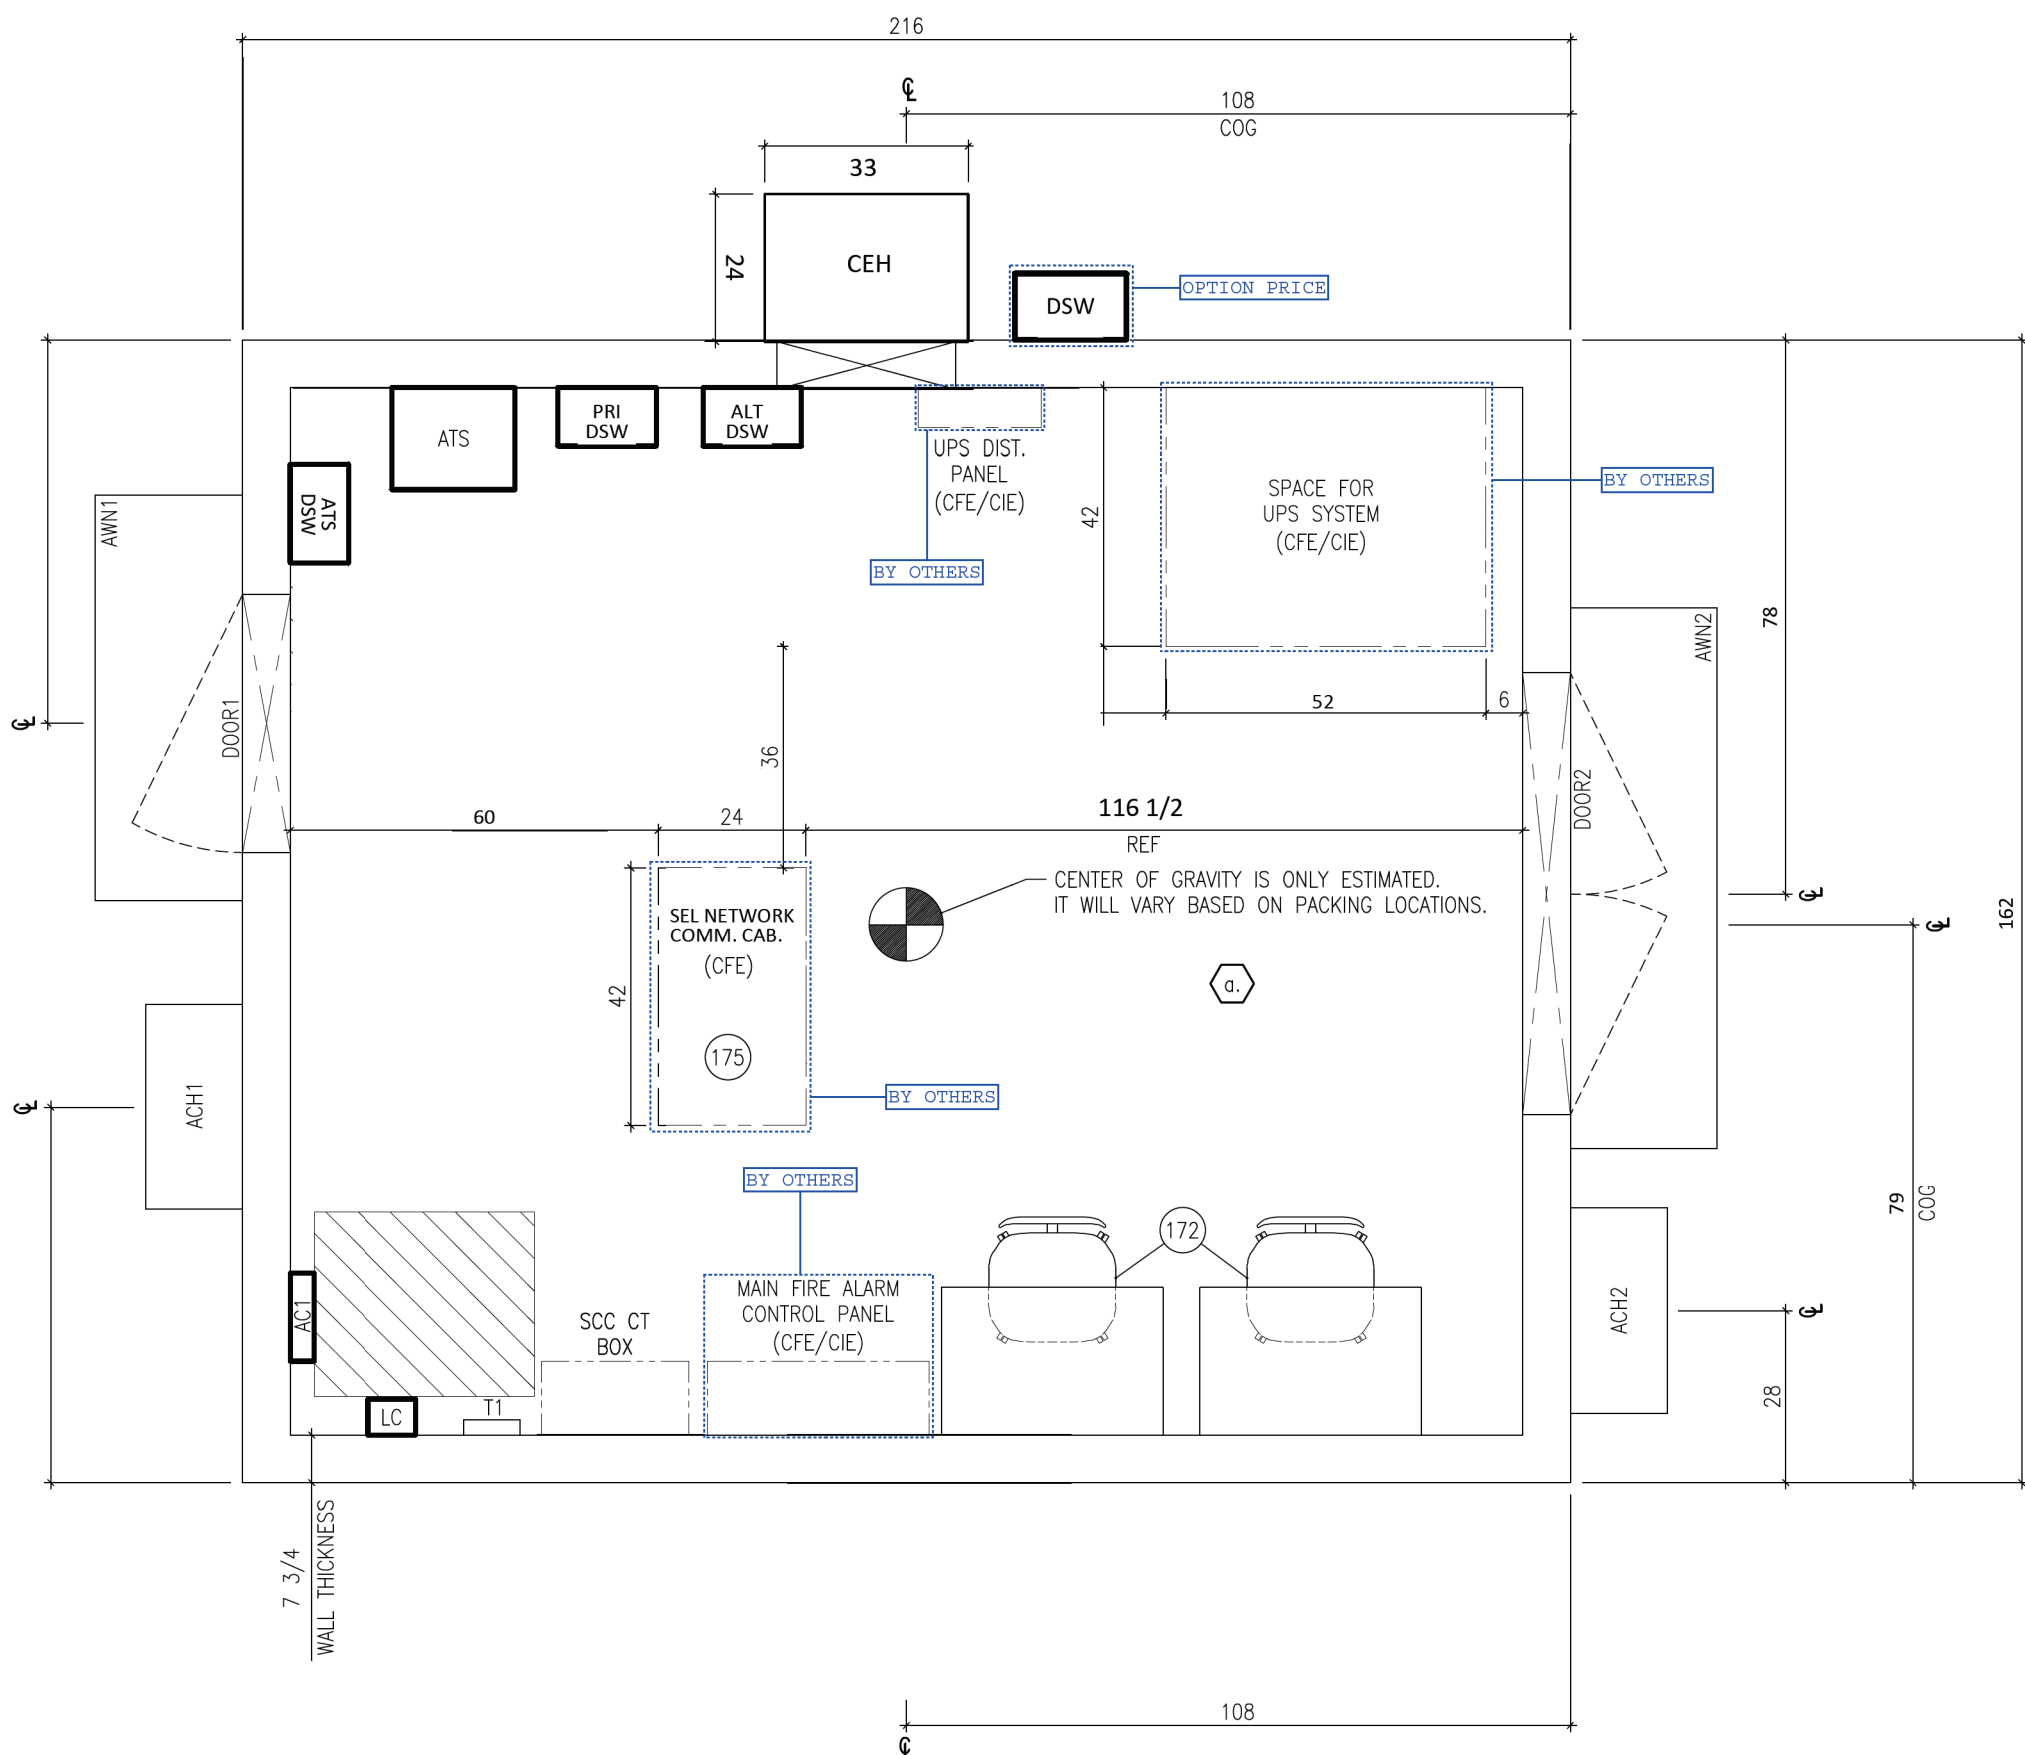 216
℄
108
COG
33
24
CEH
DSW
OPTION PRICE
ATS
PRI
DSW
ALT
DSW
UPS DIST.
PANEL
(CFE/CIE)
BY OTHERS
ATS
DSW
42
SPACE FOR
UPS SYSTEM
(CFE/CIE)
BY OTHERS
AWN1
AWN2
78
℄
DOOR1
52
6
36
60
24
116 1/2
REF
DOOR2
CENTER OF GRAVITY IS ONLY ESTIMATED.
IT WILL VARY BASED ON PACKING LOCATIONS.
℄
℄
162
SEL NETWORK
COMM. CAB.
(CFE)
42
175
a.
BY OTHERS
ACH1
℄
BY OTHERS
79
COG
172
MAIN FIRE ALARM
CONTROL PANEL
(CFE/CIE)
SCC CT
BOX
AC1
LC
T1
ACH2
℄
28
7 3/4
WALL THICKNESS
108
℄